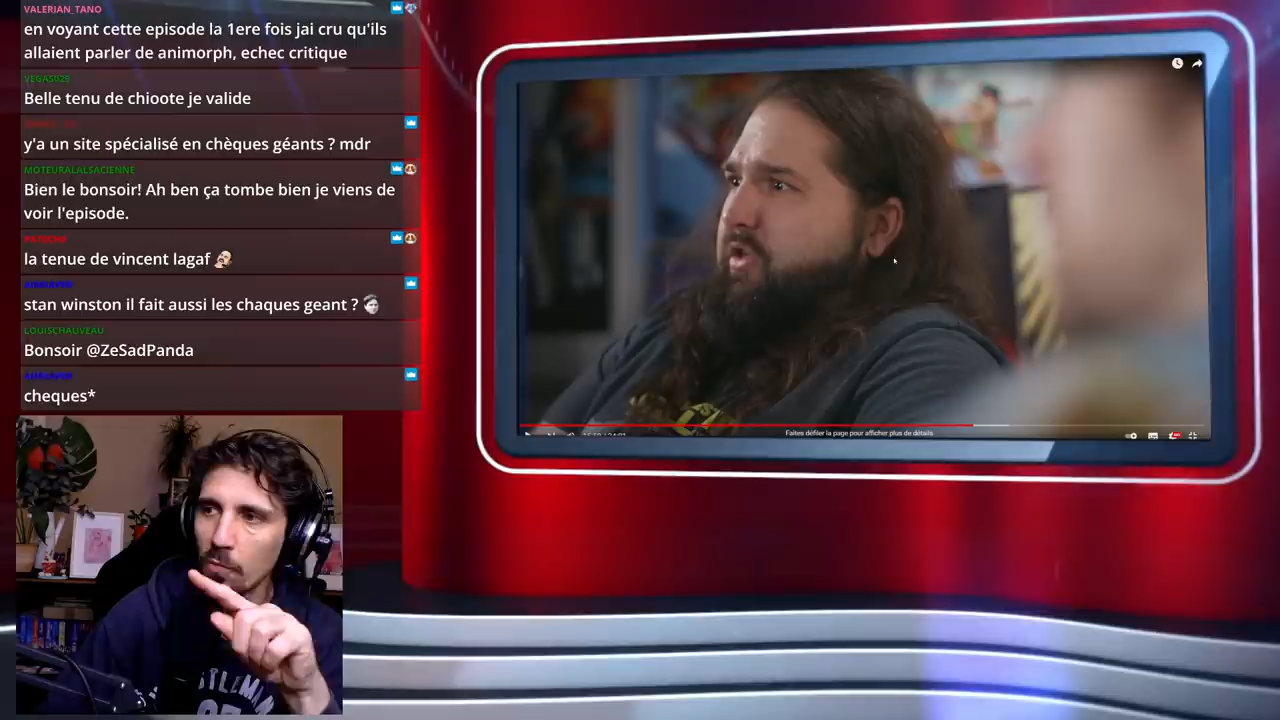 VALERIAN_TANO
en voyant cette episode la 1ere fois jai cru qu'ils
allaient parler de animorph, echec critique
VEGAS029
Belle tenu de chioote je valide
y'a un site spécialisé en chèques géants ? mdr
MOTEURALALSACIENNE
Bien le bonsoir! Ah ben ça tombe bien je viens de
voir l'episode.
la tenue de vincent lagaf
stan winston il fait aussi les chaques geant ?
LOUISCHAUVEAU
Bonsoir @ZeSadPanda
cheques*
Faites défiler la page pour afficher plus de détails